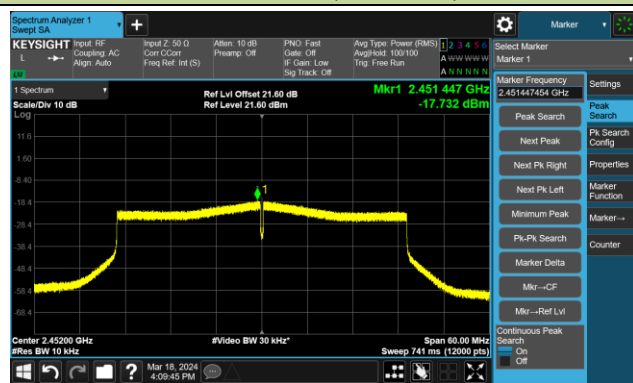 Spectrum Analyzer 1
Swept SA
Marker
KEYSIGHT
L
Input: RF
Coupling: AC
Align: Auto
Input Z: 50 Ω
Corr CCorr
Freq Ref: Int (S)
Atten: 10 dB
Preamp: Off
PNO: Fast
Gate: Off
IF Gain: Low
Sig Track: Off
Avg Type: Power (RMS)
Avg|Hold: 100/100
Trig: Free Run
1 2 3 4 5 6
A W W W W W
A N N N N N
Select Marker
Marker 1
1 Spectrum
Scale/Div 10 dB
Log
Ref Lvl Offset 21.60 dB
Ref Level 21.60 dBm
Mkr1 2.451 447 GHz
-17.732 dBm
11.6
1.60
-8.40
-18.4
-28.4
-38.4
-48.4
-58.4
-68.4
1
Center 2.45200 GHz
#Res BW 10 kHz
#Video BW 30 kHz*
Span 60.00 MHz
Sweep 741 ms (12000 pts)
Marker Frequency
2.451447454 GHz
Peak Search
Next Peak
Next Pk Right
Next Pk Left
Minimum Peak
Pk-Pk Search
Marker Delta
Mkr→CF
Mkr→Ref Lvl
Continuous Peak
Search
On
Off
Settings
Peak
Search
Pk Search
Config
Properties
Marker
Function
Marker→
Counter
?
Mar 18, 2024
4:09:45 PM